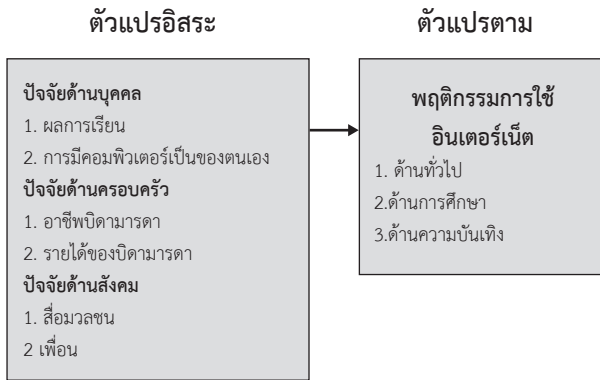 ตัวแปรอิสระ
ปัจจัยด้านบุคคล
1. ผลการเรียน
2. การมีคอมพิวเตอร์เป็นของตนเอง
ปัจจัยด้านครอบครัว
1. อาชีพบิดามารดา
2. รายได้ของบิดามารดา
ปัจจัยด้านสังคม
1. สื่อมวลชน
2 เพื่อน
ตัวแปรตาม
พฤติกรรมการใช้
อินเตอร์เน็ต
1. ด้านทั่วไป
2.ด้านการศึกษา
3.ด้านความบันเทิง